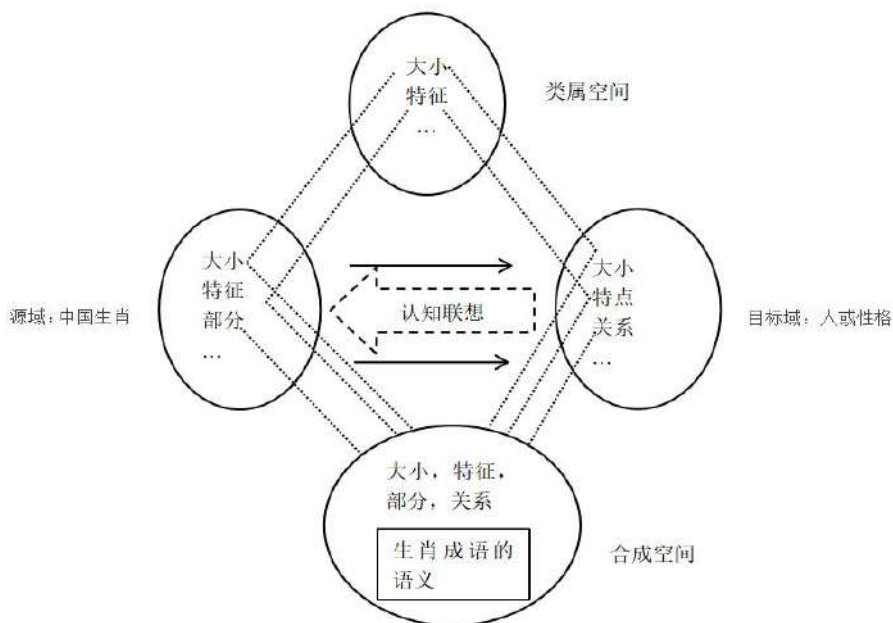 大小
特征
…
类属空间
源域：中国生肖
大小
特征
部分
…
认知联想
大小
特点
关系
…
目标域：人或性格
大小，特征，
部分，关系
生肖成语的
语义
合成空间